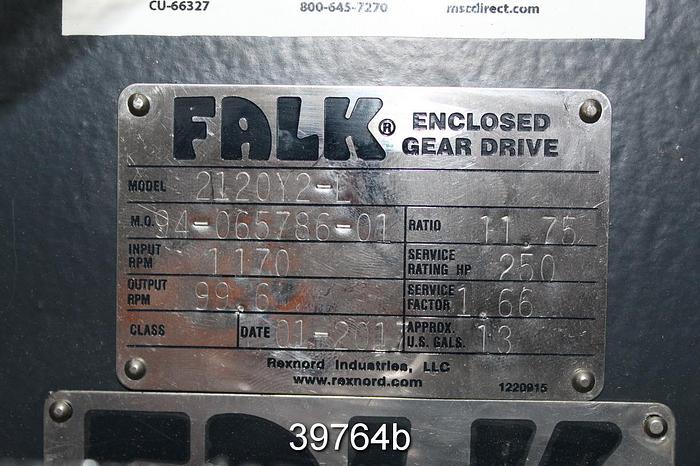 CU-66327 800-645-7270 mscdirect.com
FALK® ENCLOSED GEAR DRIVE
MODEL 2120Y2-L
M.O. 94-065786-01 RATIO 11.75
INPUT RPM 1170 SERVICE RATING HP 250
OUTPUT RPM 99.6 SERVICE FACTOR 1.66
CLASS DATE 01-2017 APPROX. U.S. GALS. 13
Rexnord Industries, LLC
www.rexnord.com 1220915
FALK
39764b